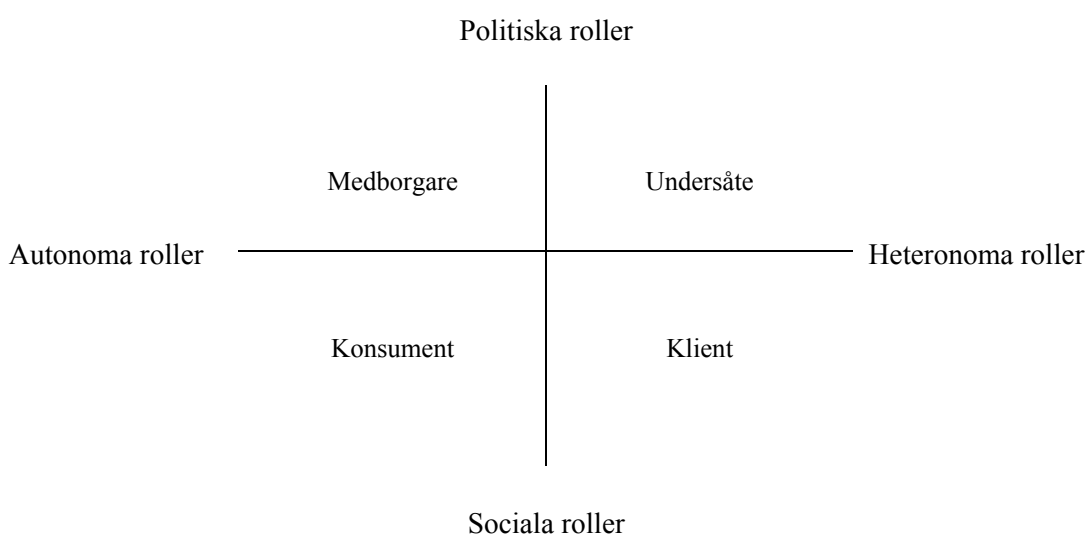 Politiska roller
Medborgare
Undersåte
Autonoma roller
Heteronoma roller
Konsument
Klient
Sociala roller